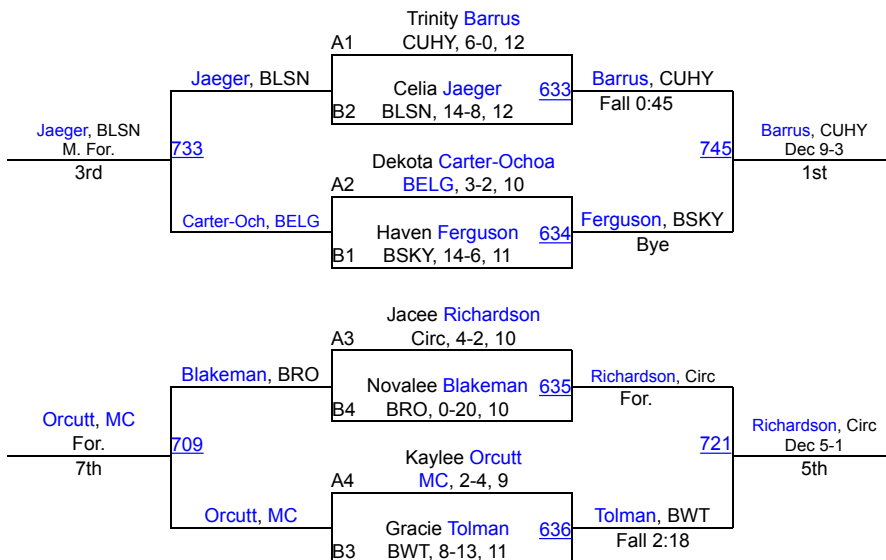 Trinity Barrus
A1 CUHY, 6-0, 12
Jaeger, BLSN
Celia Jaeger 633
Barrus, CUHY
B2 BLSN, 14-8, 12
Fall 0:45
Jaeger, BLSN
M. For.
3rd
733
745
Barrus, CUHY
Dec 9-3
1st
Dekota Carter-Ochoa
A2 BELG, 3-2, 10
Carter-Och, BELG
Haven Ferguson 634
Ferguson, BSKY
B1 BSKY, 14-6, 11
Bye
Jacee Richardson
A3 Circ, 4-2, 10
Blakeman, BRO
Novalee Blakeman 635
Richardson, Circ
B4 BRO, 0-20, 10
For.
Orcutt, MC
For.
7th
709
721
Richardson, Circ
Dec 5-1
5th
Kaylee Orcutt
A4 MC, 2-4, 9
Orcutt, MC
Gracie Tolman 636
Tolman, BWT
B3 BWT, 8-13, 11
Fall 2:18